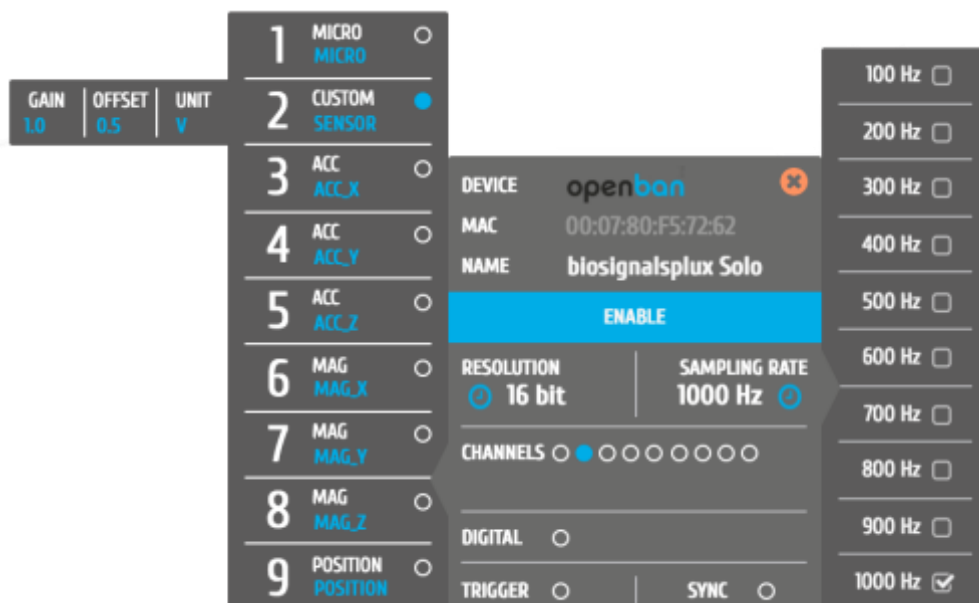 GAIN OFFSET UNIT
1.0 0.5 V
1 MICRO
MICRO
2 CUSTOM
SENSOR
3 ACC
ACC_X
4 ACC
ACC_Y
5 ACC
ACC_Z
6 MAG
MAG_X
7 MAG
MAG_Y
8 MAG
MAG_Z
9 POSITION
POSITION
DEVICE openban
MAC 00:07:80:F5:72:62
NAME biosignalsplux Solo
ENABLE
RESOLUTION SAMPLING RATE
16 bit 1000 Hz
CHANNELS
DIGITAL
TRIGGER SYNC
100 Hz
200 Hz
300 Hz
400 Hz
500 Hz
600 Hz
700 Hz
800 Hz
900 Hz
1000 Hz